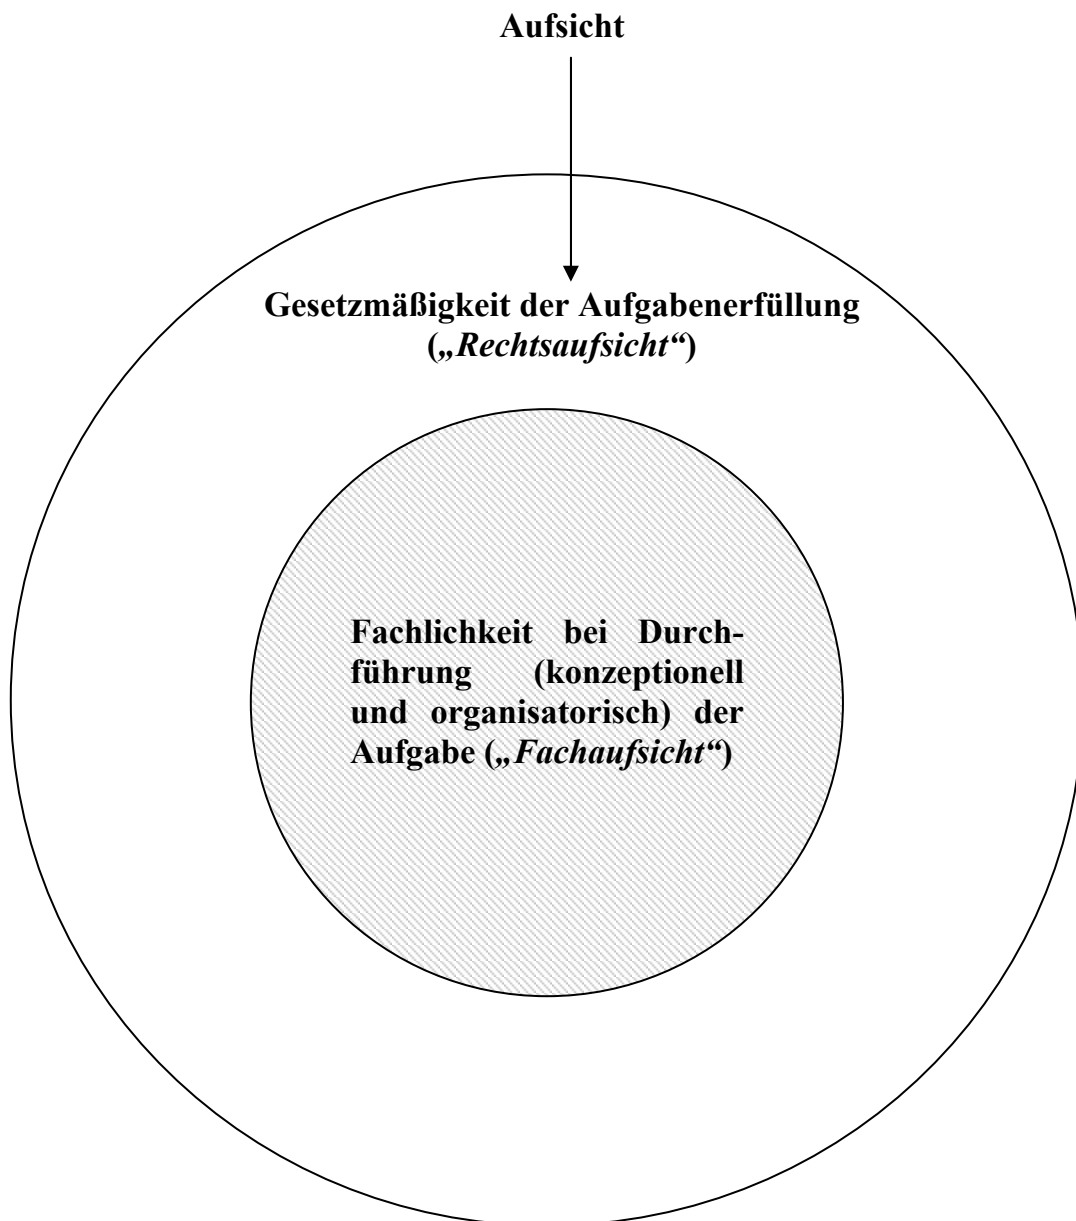 Aufsicht
Gesetzmäßigkeit der Aufgabenerfüllung
(„Rechtsaufsicht“)
Fachlichkeit bei Durch-
führung (konzeptionell
und organisatorisch) der
Aufgabe („Fachaufsicht“)